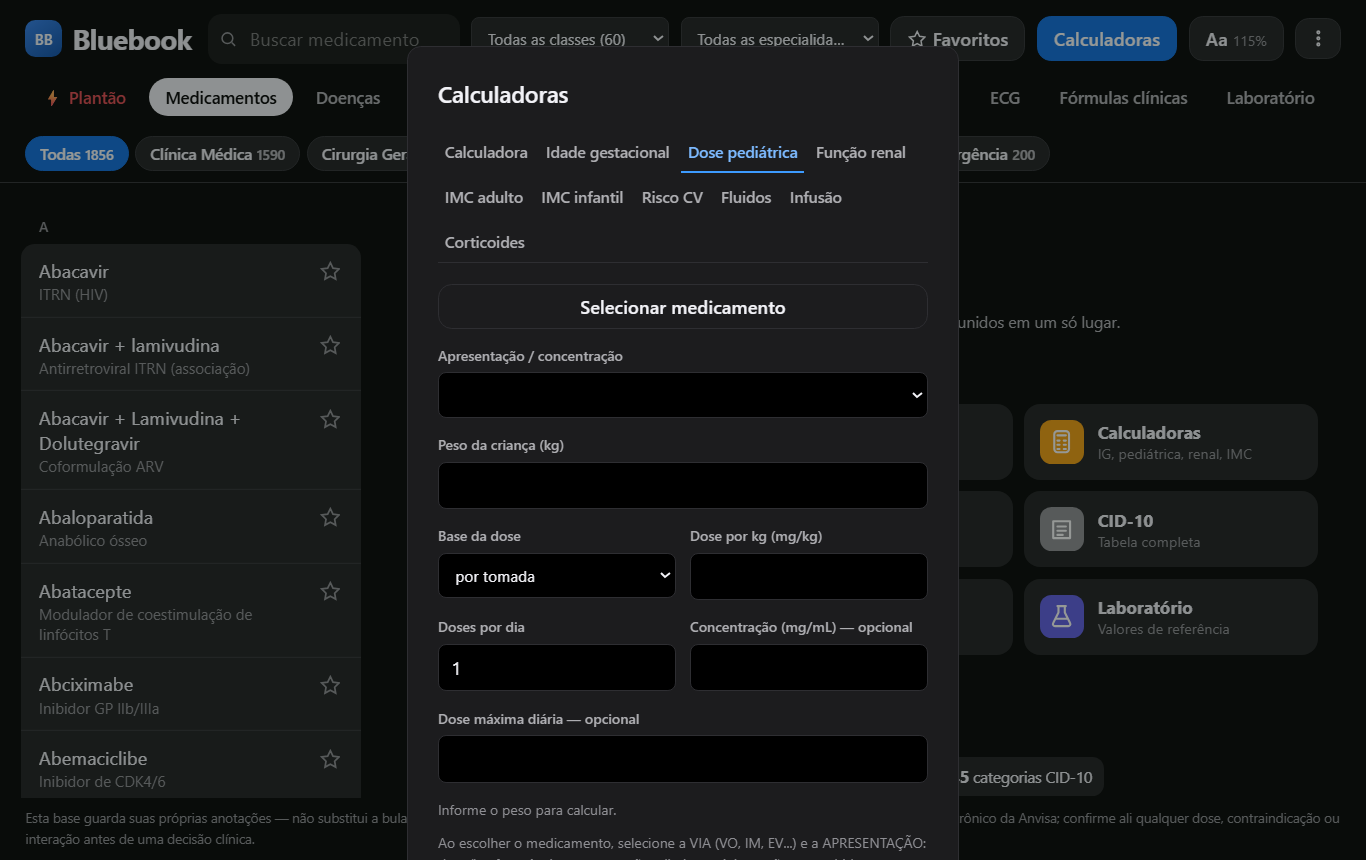 BB Bluebook
Buscar medicamento
Todas as classes (60)
Todas as especialida...
Favoritos
Calculadoras
Aa 115%
Plantão
Medicamentos
Doenças
ECG
Fórmulas clínicas
Laboratório
Todas 1856
Clínica Médica 1590
Cirurgia Ger
rgência 200
A
Abacavir
ITRN (HIV)
Abacavir + lamivudina
Antirretroviral ITRN (associação)
Abacavir + Lamivudina +
Dolutegravir
Coformulação ARV
Abaloparatida
Anabólico ósseo
Abatacepte
Modulador de coestimulação de
linfócitos T
Abciximabe
Inibidor GP IIb/IIIa
Abemaciclibe
Inibidor de CDK4/6
Calculadoras
Calculadora
Idade gestacional
Dose pediátrica
Função renal
IMC adulto
IMC infantil
Risco CV
Fluidos
Infusão
Corticoides
Selecionar medicamento
Apresentação / concentração
Peso da criança (kg)
Base da dose
Dose por kg (mg/kg)
por tomada
Doses por dia
Concentração (mg/mL) — opcional
1
Dose máxima diária — opcional
Informe o peso para calcular.
Ao escolher o medicamento, selecione a VIA (VO, IM, EV...) e a APRESENTAÇÃO:
unidos em um só lugar.
Calculadoras
IG, pediátrica, renal, IMC
CID-10
Tabela completa
Laboratório
Valores de referência
5 categorias CID-10
Esta base guarda suas próprias anotações — não substitui a bula
rônico da Anvisa; confirme ali qualquer dose, contraindicação ou
interação antes de uma decisão clínica.